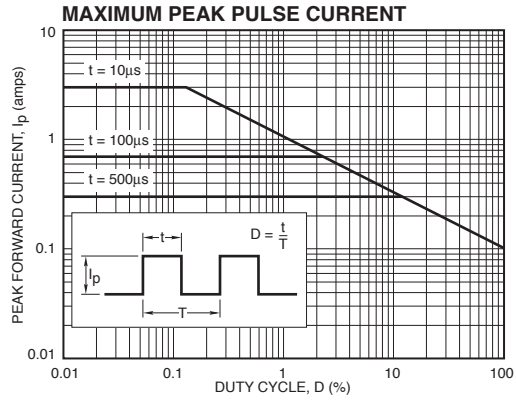 MAXIMUM PEAK PULSE CURRENT
PEAK FORWARD CURRENT, Ip (amps)
10
1
0.1
0.01
t = 10μs
t = 100μs
t = 500μs
t
D = t/T
Ip
T
0.01
0.1
1
10
100
DUTY CYCLE, D (%)